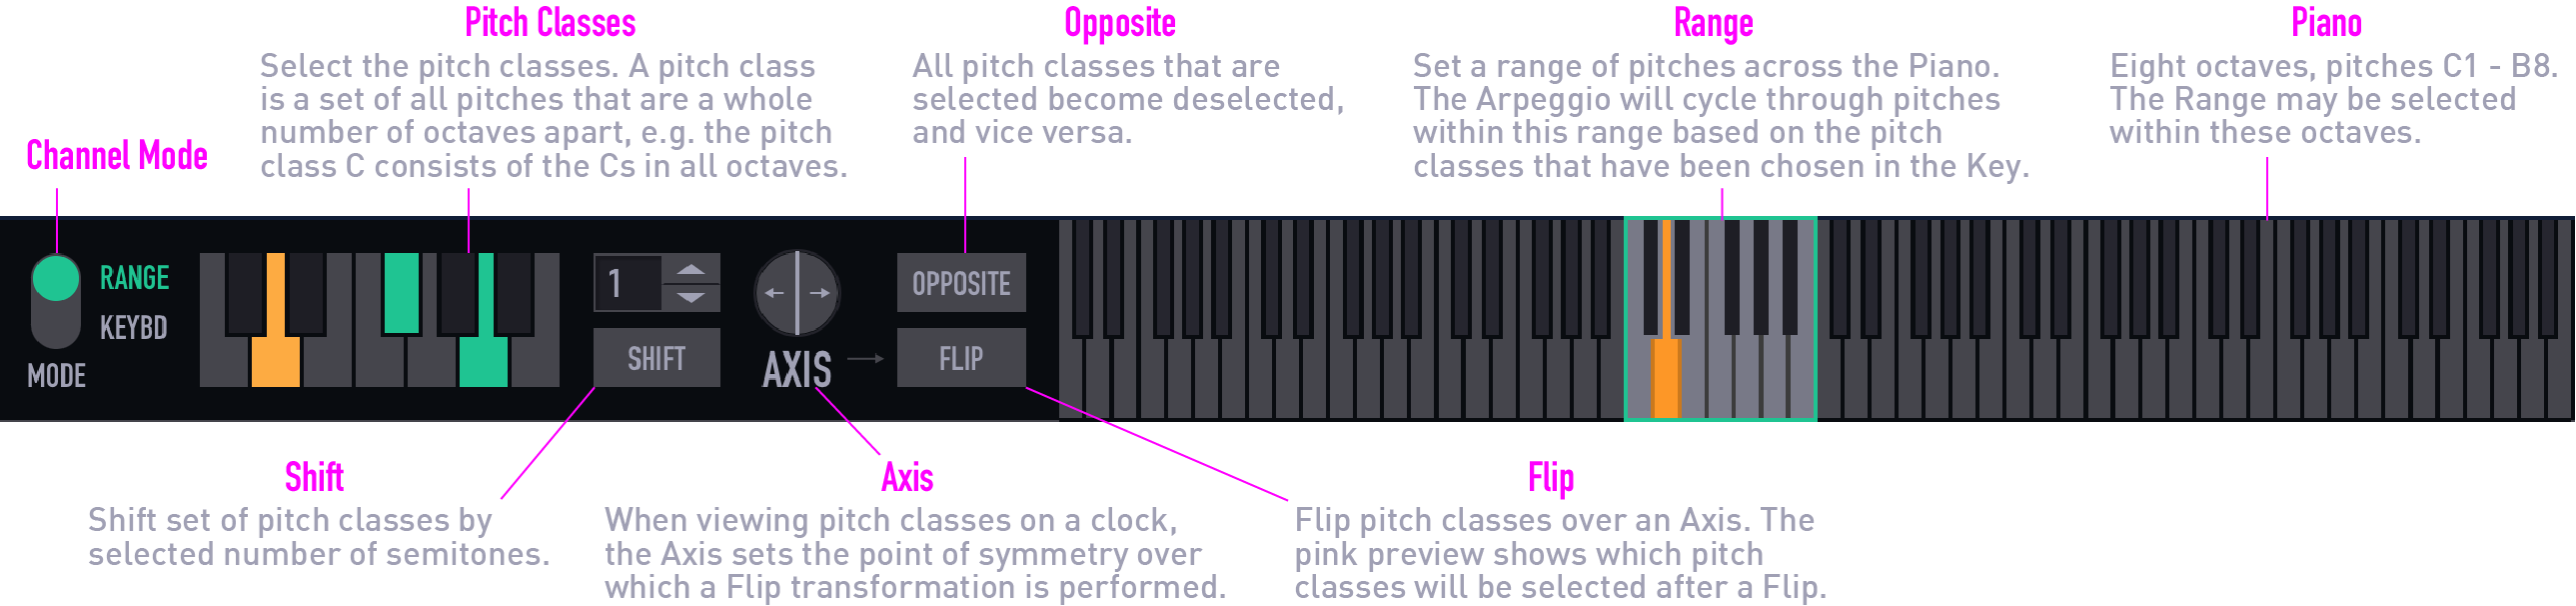 Pitch Classes
Select the pitch classes. A pitch class
is a set of all pitches that are a whole
number of octaves apart, e.g. the pitch
class C consists of the Cs in all octaves.
Opposite
All pitch classes that are
selected become deselected,
and vice versa.
Range
Set a range of pitches across the Piano.
The Arpeggio will cycle through pitches
within this range based on the pitch
classes that have been chosen in the Key.
Piano
Eight octaves, pitches C1 - B8.
The Range may be selected
within these octaves.
Channel Mode
RANGE
KEYBD
MODE
1
SHIFT
AXIS
OPPOSITE
FLIP
Shift
Shift set of pitch classes by
selected number of semitones.
Axis
When viewing pitch classes on a clock,
the Axis sets the point of symmetry over
which a Flip transformation is performed.
Flip
Flip pitch classes over an Axis. The
pink preview shows which pitch
classes will be selected after a Flip.